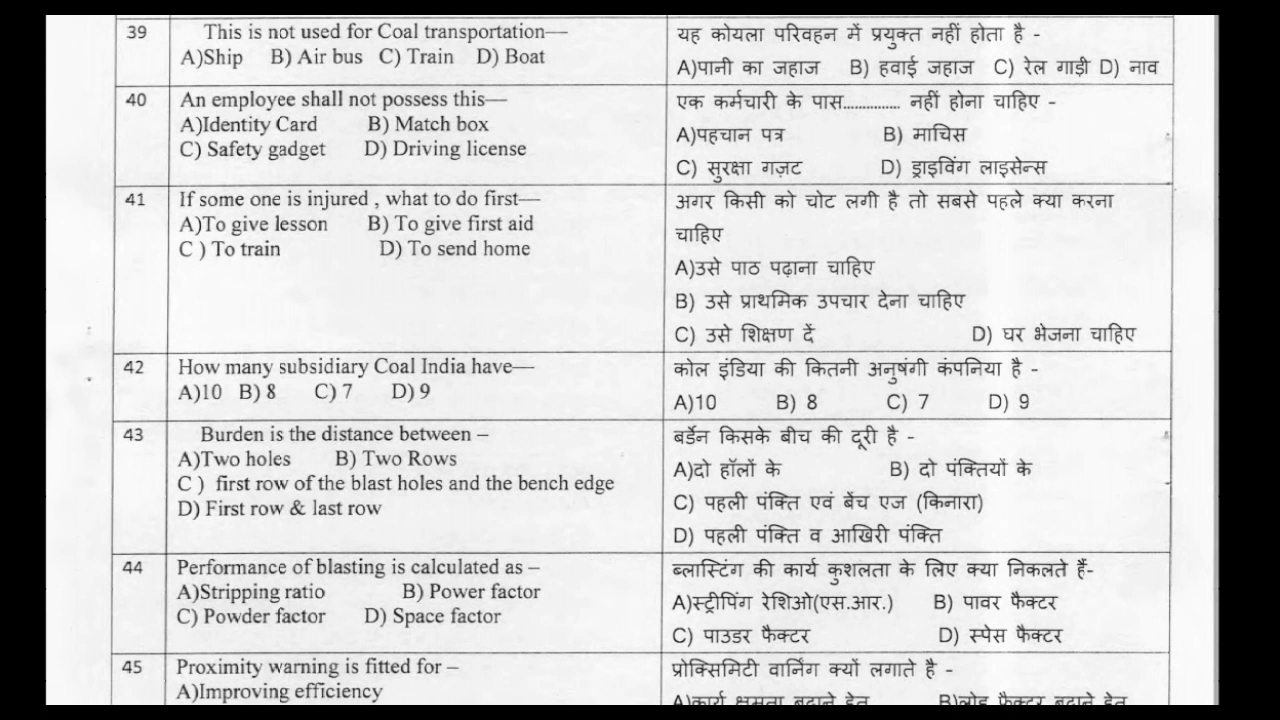 39
This is not used for Coal transportation—
A)Ship B) Air bus C) Train D) Boat
यह कोयला परिवहन में प्रयुक्त नहीं होता है -
A)पानी का जहाज B) हवाई जहाज C) रेल गाड़ी D) नाव
40
An employee shall not possess this—
A)Identity Card B) Match box
C) Safety gadget D) Driving license
एक कर्मचारी के पास.............. नहीं होना चाहिए -
A)पहचान पत्र B) माचिस
C) सुरक्षा गज़ट D) ड्राइविंग लाइसेन्स
41
If some one is injured , what to do first—
A)To give lesson B) To give first aid
C ) To train D) To send home
अगर किसी को चोट लगी है तो सबसे पहले क्या करना
चाहिए
A)उसे पाठ पढ़ाना चाहिए
B) उसे प्राथमिक उपचार देना चाहिए
C) उसे शिक्षण दें D) घर भेजना चाहिए
42
How many subsidiary Coal India have—
A)10 B) 8 C) 7 D) 9
कोल इंडिया की कितनी अनुषंगी कंपनिया है -
A)10 B) 8 C) 7 D) 9
43
Burden is the distance between –
A)Two holes B) Two Rows
C ) first row of the blast holes and the bench edge
D) First row & last row
बर्डेन किसके बीच की दूरी है -
A)दो हॉलों के B) दो पंक्तियों के
C) पहली पंक्ति एवं बेंच एज (किनारा)
D) पहली पंक्ति व आखिरी पंक्ति
44
Performance of blasting is calculated as –
A)Stripping ratio B) Power factor
C) Powder factor D) Space factor
ब्लास्टिंग की कार्य कुशलता के लिए क्या निकलते हैं-
A)स्ट्रीपिंग रेशिओ(एस.आर.) B) पावर फैक्टर
C) पाउडर फैक्टर D) स्पेस फैक्टर
45
Proximity warning is fitted for –
A)Improving efficiency
प्रोक्सिमिटी वार्निंग क्यों लगाते है -
A)कार्य क्षमता बढ़ाने हेतु B)लोड फ़ैक्टर बढ़ाने हेतु